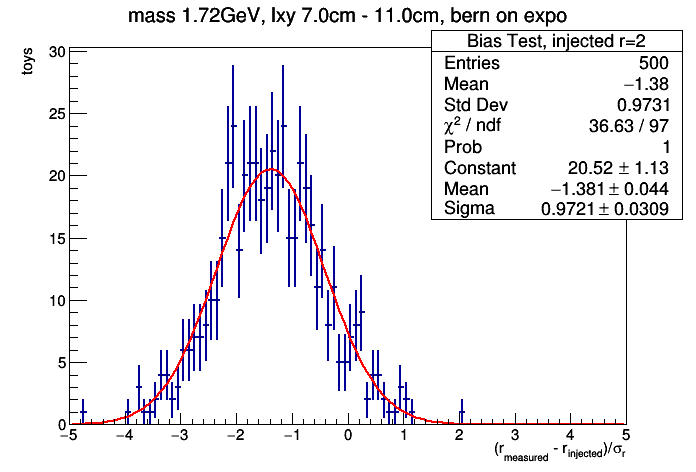 mass 1.72GeV, lxy 7.0cm - 11.0cm, bern on expo
Bias Test, injected r=2
Entries 500
Mean −1.38
Std Dev 0.9731
χ² / ndf 36.63 / 97
Prob 1
Constant 20.52 ± 1.13
Mean −1.381 ± 0.044
Sigma 0.9721 ± 0.0309
toys
30
25
20
15
10
5
0
−5 −4 −3 −2 −1 0 1 2 3 4 5
(r_measured - r_injected)/σ_r